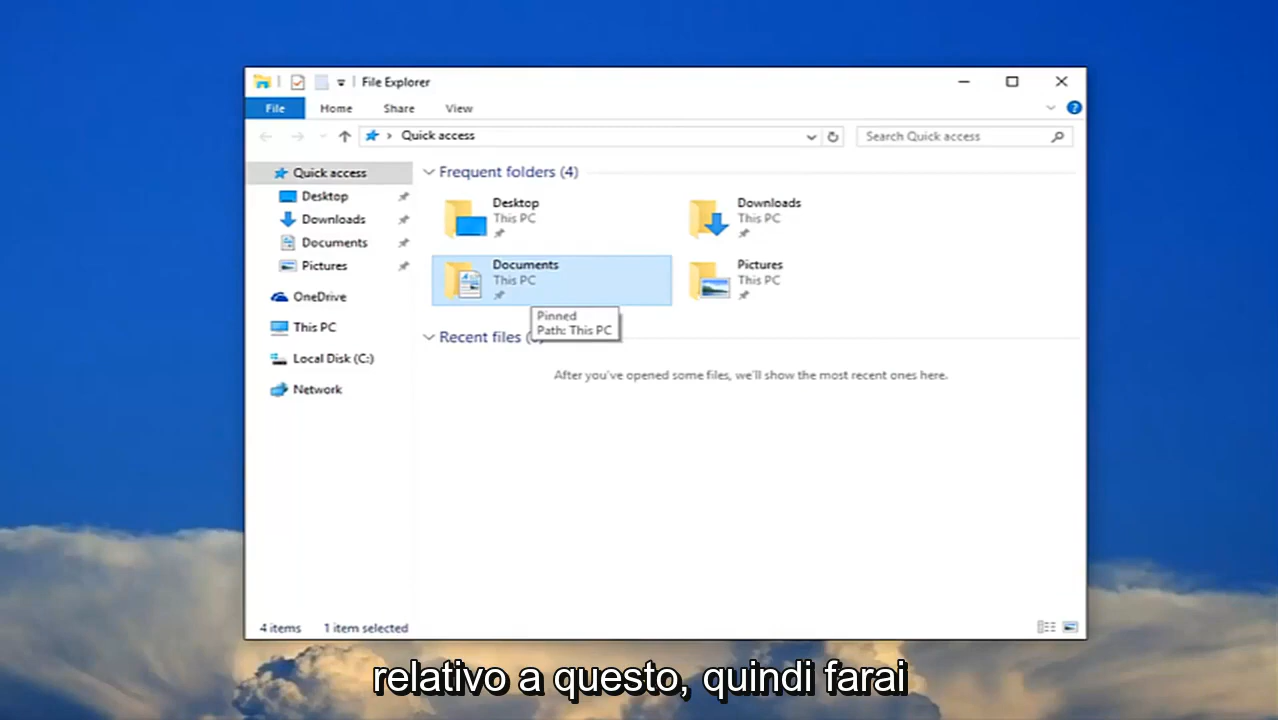 File Explorer
File Home Share View
Quick access
Search Quick access
Quick access
Desktop
Downloads
Documents
Pictures
OneDrive
This PC
Local Disk (C:)
Network
Frequent folders (4)
Desktop
This PC
Downloads
This PC
Documents
This PC
Pictures
This PC
Pinned
Path: This PC
Recent files
After you've opened some files, we'll show the most recent ones here.
4 items 1 item selected
relativo a questo, quindi farai